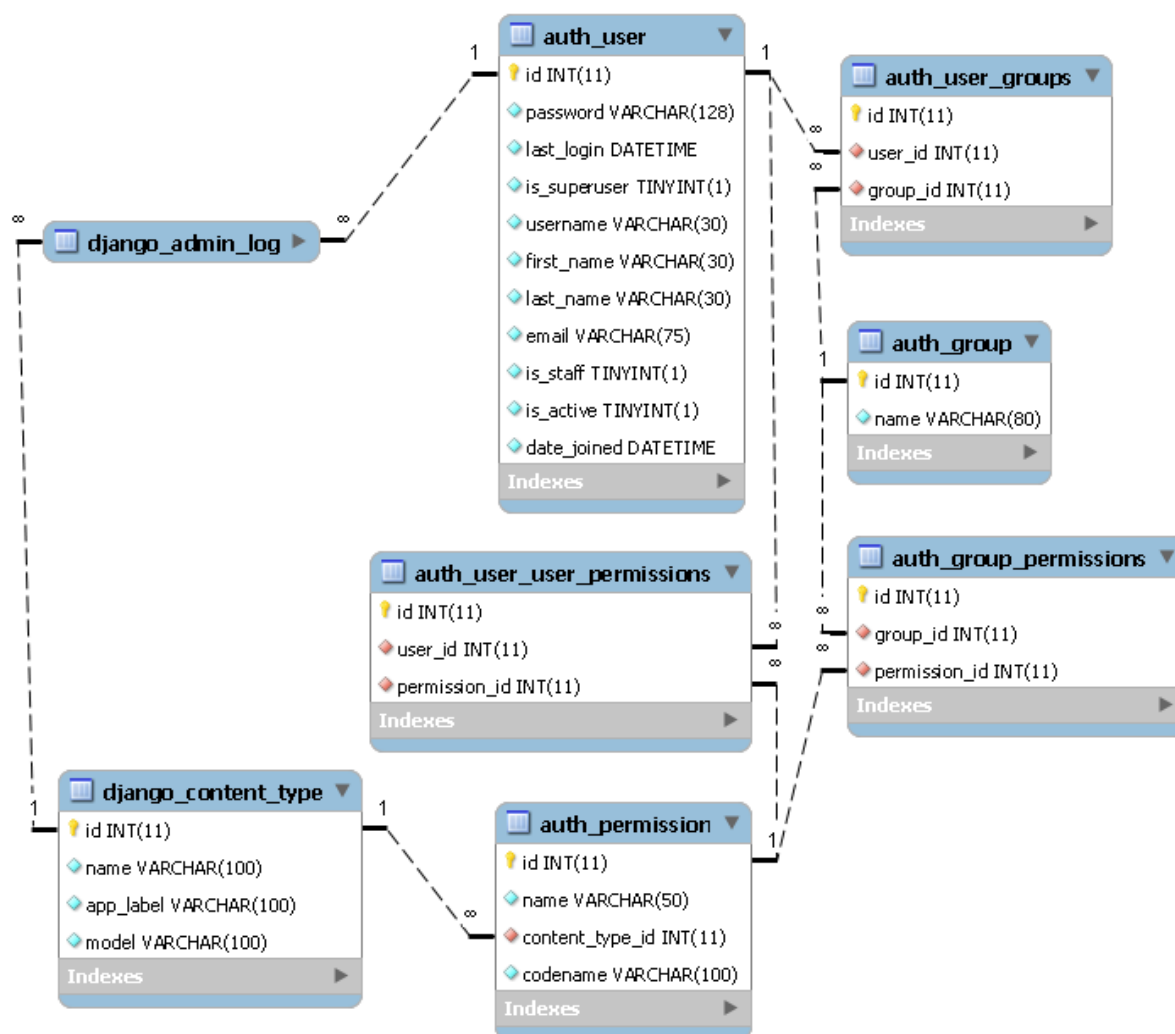 auth_user
id INT(11)
password VARCHAR(128)
last_login DATETIME
is_superuser TINYINT(1)
username VARCHAR(30)
first_name VARCHAR(30)
last_name VARCHAR(30)
email VARCHAR(75)
is_staff TINYINT(1)
is_active TINYINT(1)
date_joined DATETIME
Indexes
1
1
auth_user_groups
id INT(11)
user_id INT(11)
group_id INT(11)
Indexes
∞
∞
django_admin_log
∞
∞
auth_group
id INT(11)
name VARCHAR(80)
Indexes
1
auth_user_user_permissions
id INT(11)
user_id INT(11)
permission_id INT(11)
Indexes
∞
∞
auth_group_permissions
id INT(11)
group_id INT(11)
permission_id INT(11)
Indexes
∞
∞
django_content_type
id INT(11)
name VARCHAR(100)
app_label VARCHAR(100)
model VARCHAR(100)
Indexes
1
1
auth_permission
id INT(11)
name VARCHAR(50)
content_type_id INT(11)
codename VARCHAR(100)
Indexes
∞
1